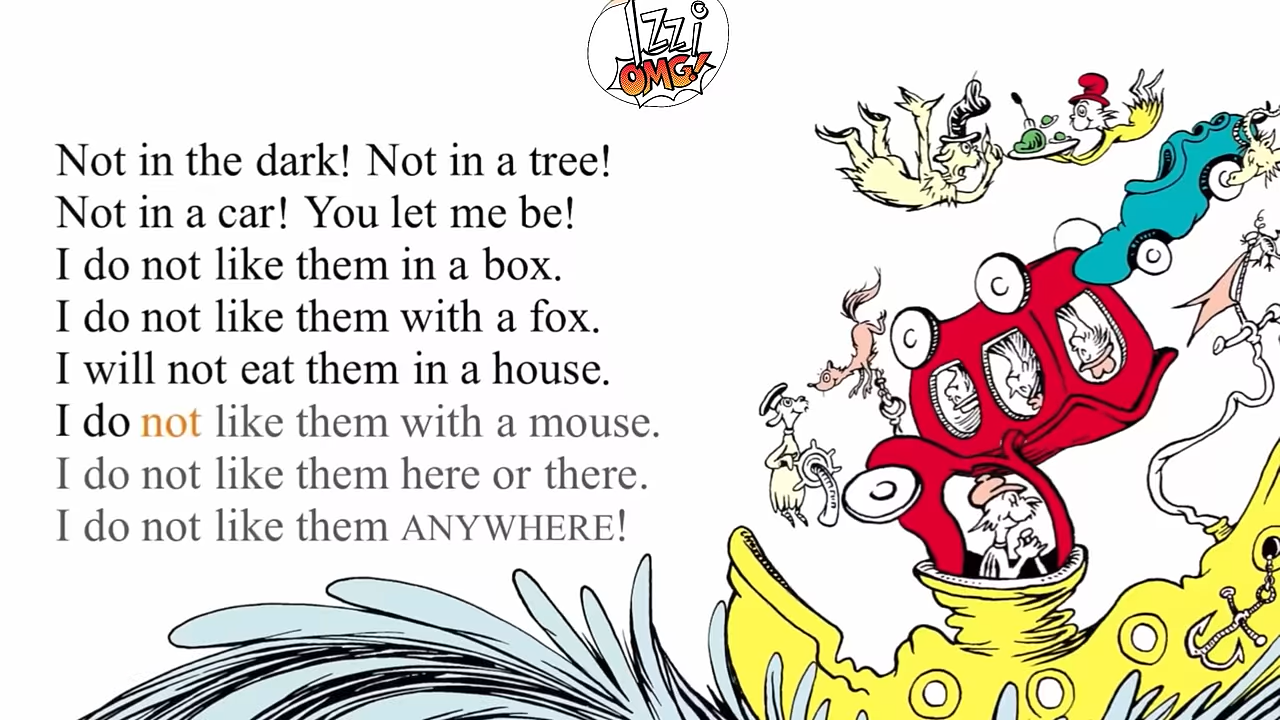 Izzi
OMG!
Not in the dark! Not in a tree!
Not in a car! You let me be!
I do not like them in a box.
I do not like them with a fox.
I will not eat them in a house.
I do not like them with a mouse.
I do not like them here or there.
I do not like them ANYWHERE!